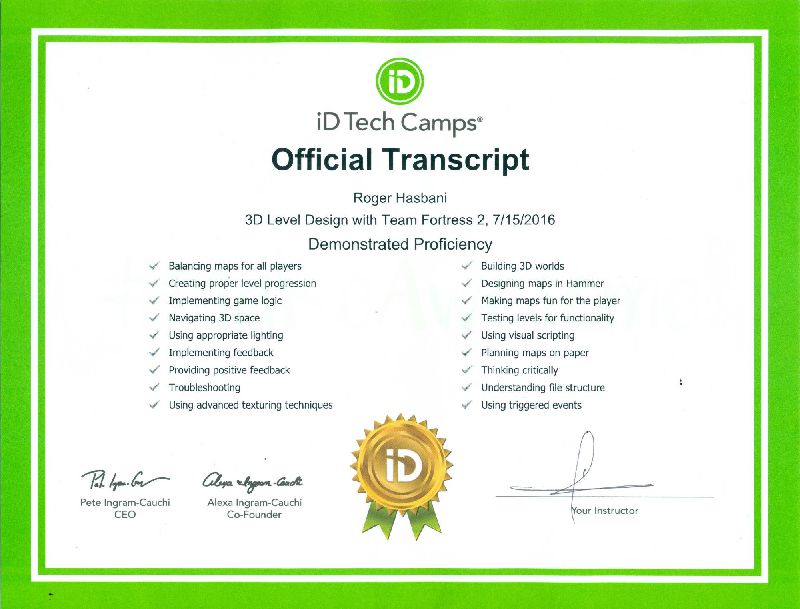 iD
iD Tech Camps®
Official Transcript
Roger Hasbani
3D Level Design with Team Fortress 2, 7/15/2016
Demonstrated Proficiency
Balancing maps for all players
Creating proper level progression
Implementing game logic
Navigating 3D space
Using appropriate lighting
Implementing feedback
Providing positive feedback
Troubleshooting
Using advanced texturing techniques
Building 3D worlds
Designing maps in Hammer
Making maps fun for the player
Testing levels for functionality
Using visual scripting
Planning maps on paper
Thinking critically
Understanding file structure
Using triggered events
iD
Pete Ingram-Cauchi
CEO
Alexa Ingram-Cauchi
Alexa Ingram-Cauchi
Co-Founder
Your Instructor